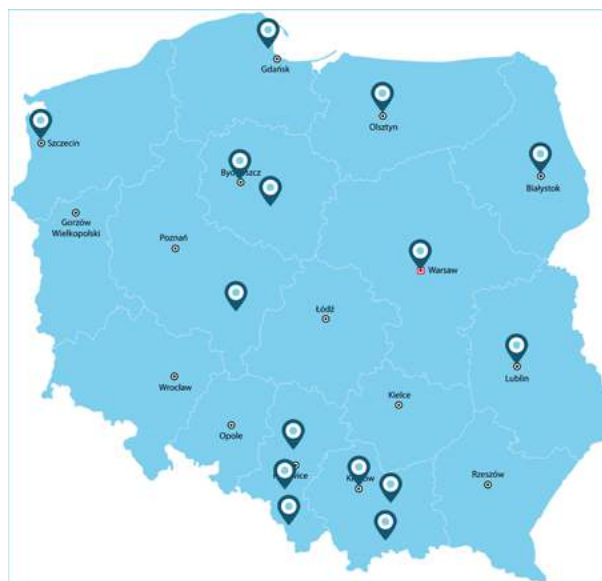 Gdańsk
Olsztyn
Szczecin
Białystok
Gorzów
Wielkopolski
Poznań
Warsaw
Łódź
Lublin
Wrocław
Kielce
Opole
Rzeszów